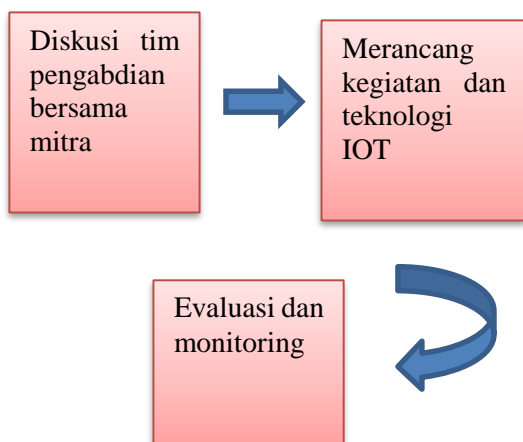 Diskusi tim
pengabdian
bersama
mitra
Merancang
kegiatan dan
teknologi
IOT
Evaluasi dan
monitoring